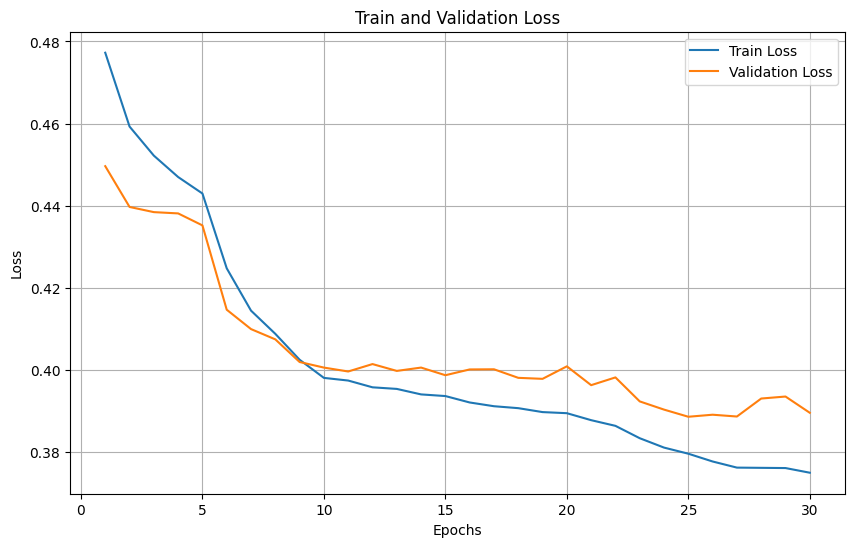 Train and Validation Loss
Train Loss
Validation Loss
0.48
0.46
0.44
0.42
0.40
0.38
Loss
0 5 10 15 20 25 30
Epochs